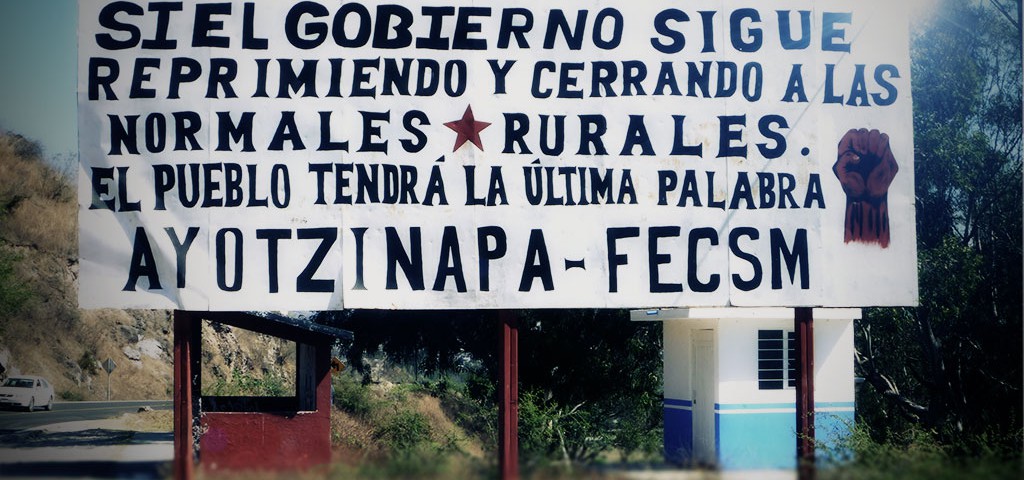 SI EL GOBIERNO SIGUE
REPRIMIENDO Y CERRANDO A LAS
NORMALES RURALES.
EL PUEBLO TENDRÁ LA ÚLTIMA PALABRA
AYOTZINAPA-FECSM